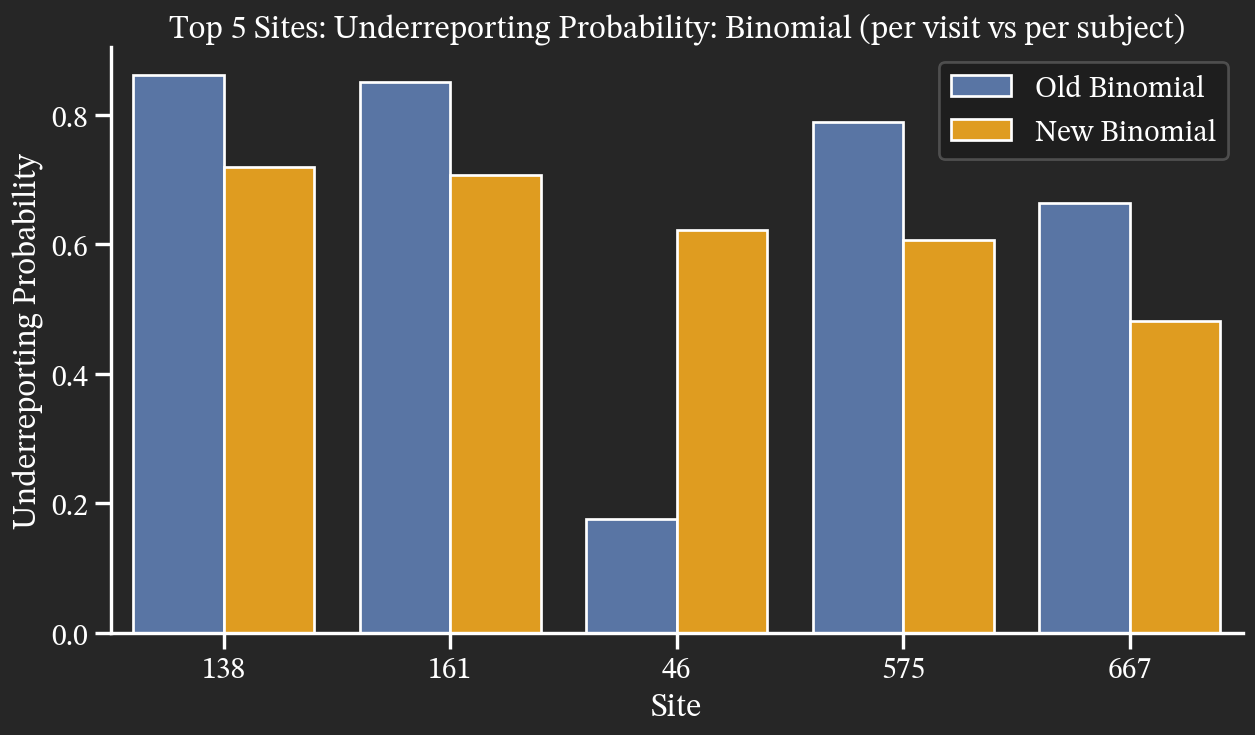 Top 5 Sites: Underreporting Probability: Binomial (per visit vs per subject)
Old Binomial
New Binomial
Underreporting Probability
0.8
0.6
0.4
0.2
0.0
138 161 46 575 667
Site